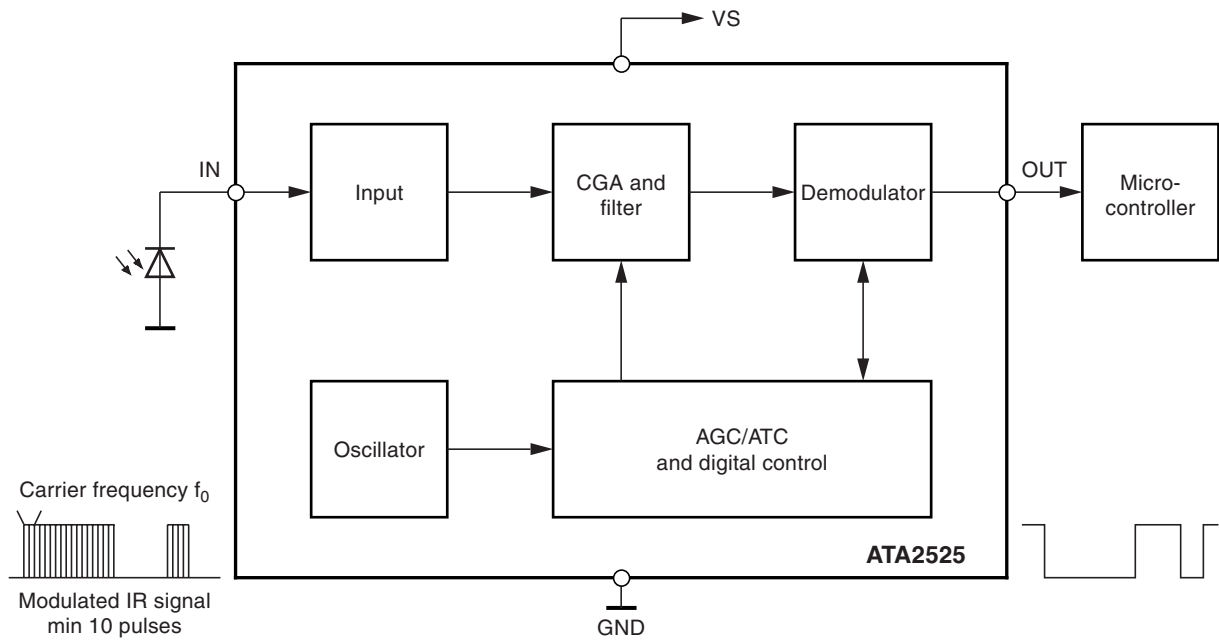 VS
IN
Input
CGA and
filter
Demodulator
OUT
Micro-
controller
Oscillator
AGC/ATC
and digital control
Carrier frequency f₀
Modulated IR signal
min 10 pulses
ATA2525
GND